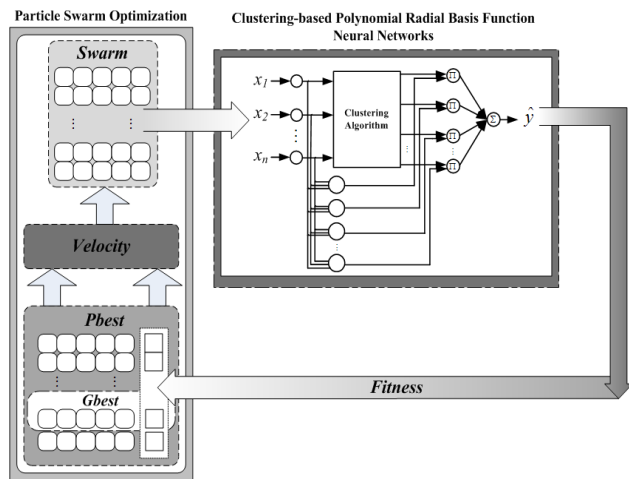 Particle Swarm Optimization
Clustering-based Polynomial Radial Basis Function
Neural Networks
Swarm
x1
x2
xn
Clustering
Algorithm
Π
Π
Π
Π
Σ
ŷ
Velocity
Pbest
Gbest
Fitness